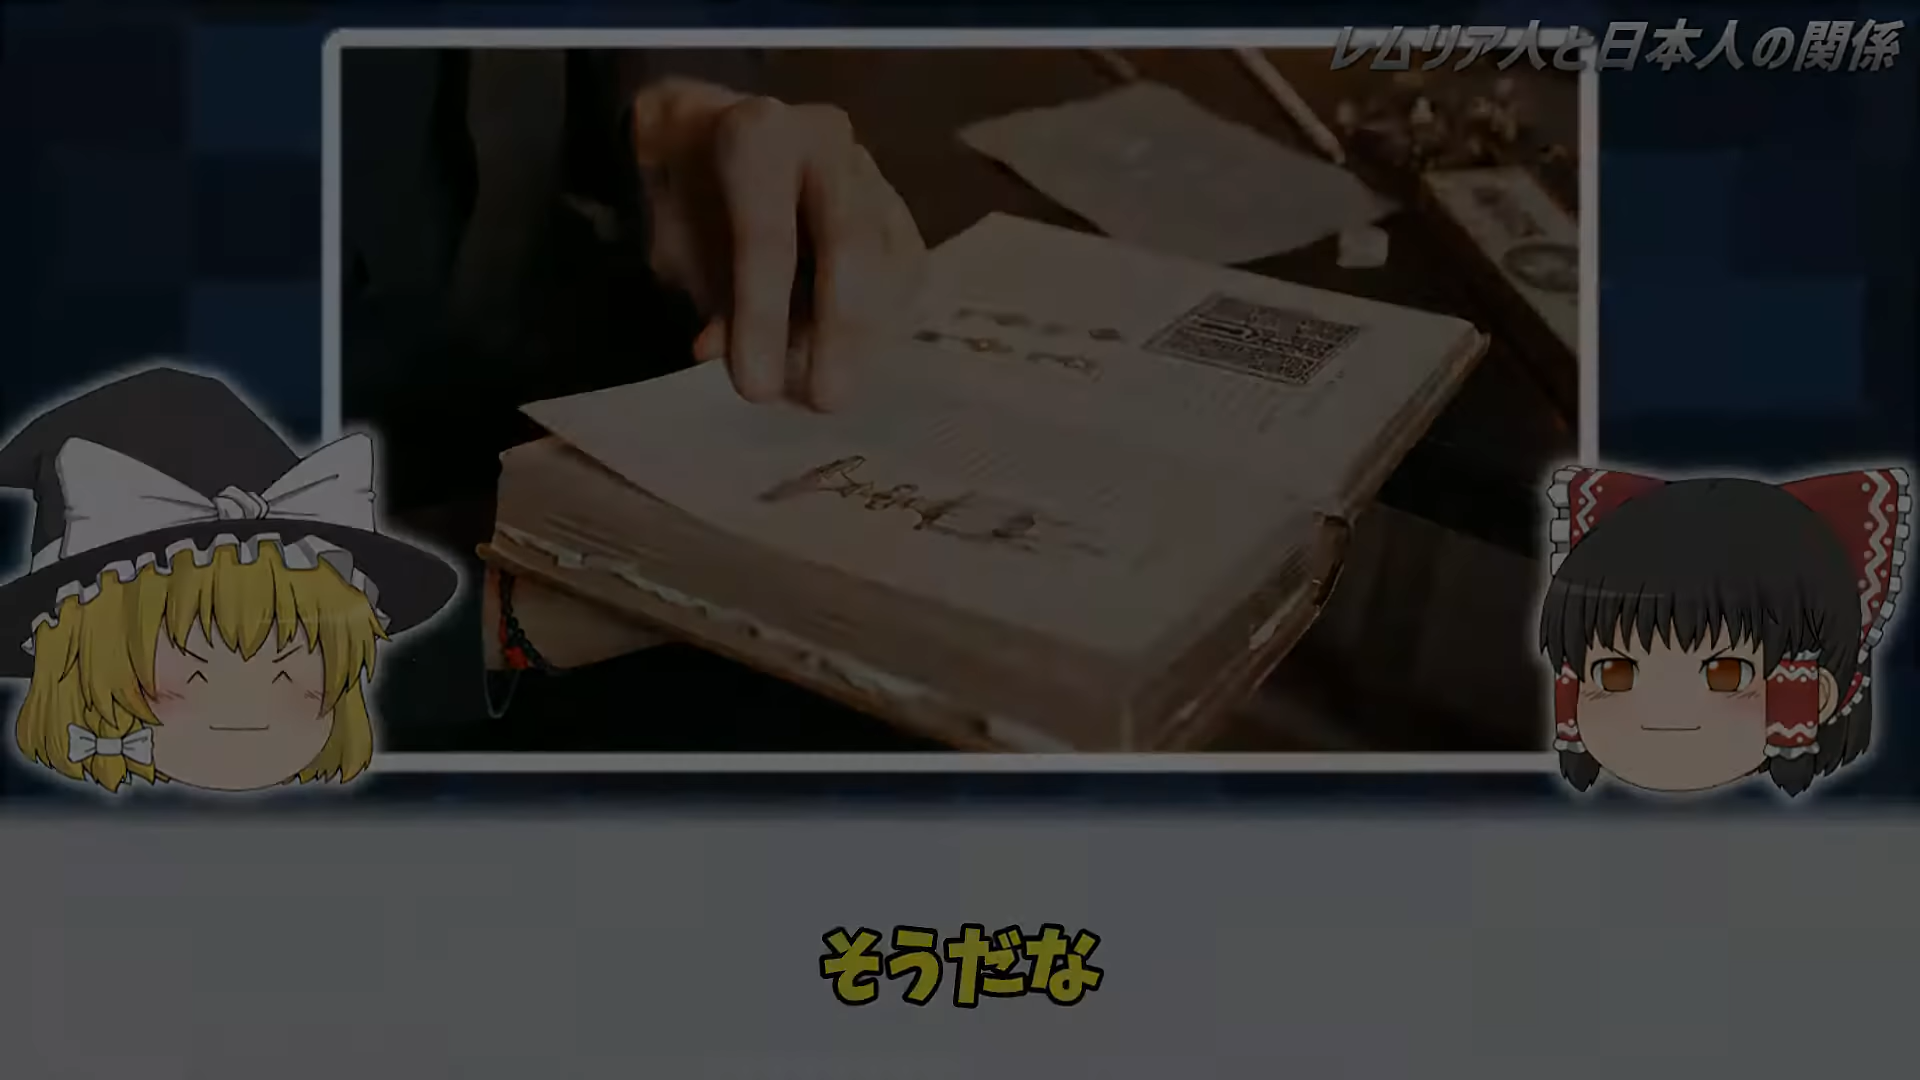 レムリア人と日本人の関係
そうだな